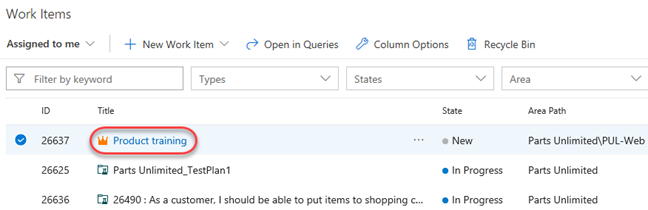 Work Items
Assigned to me New Work Item Open in Queries Column Options Recycle Bin
Filter by keyword Types States Area
ID Title State Area Path
26637 Product training ... New Parts Unlimited\PUL-Web
26625 Parts Unlimited_TestPlan1 In Progress Parts Unlimited
26636 26490 : As a customer, I should be able to put items to shopping c... In Progress Parts Unlimited